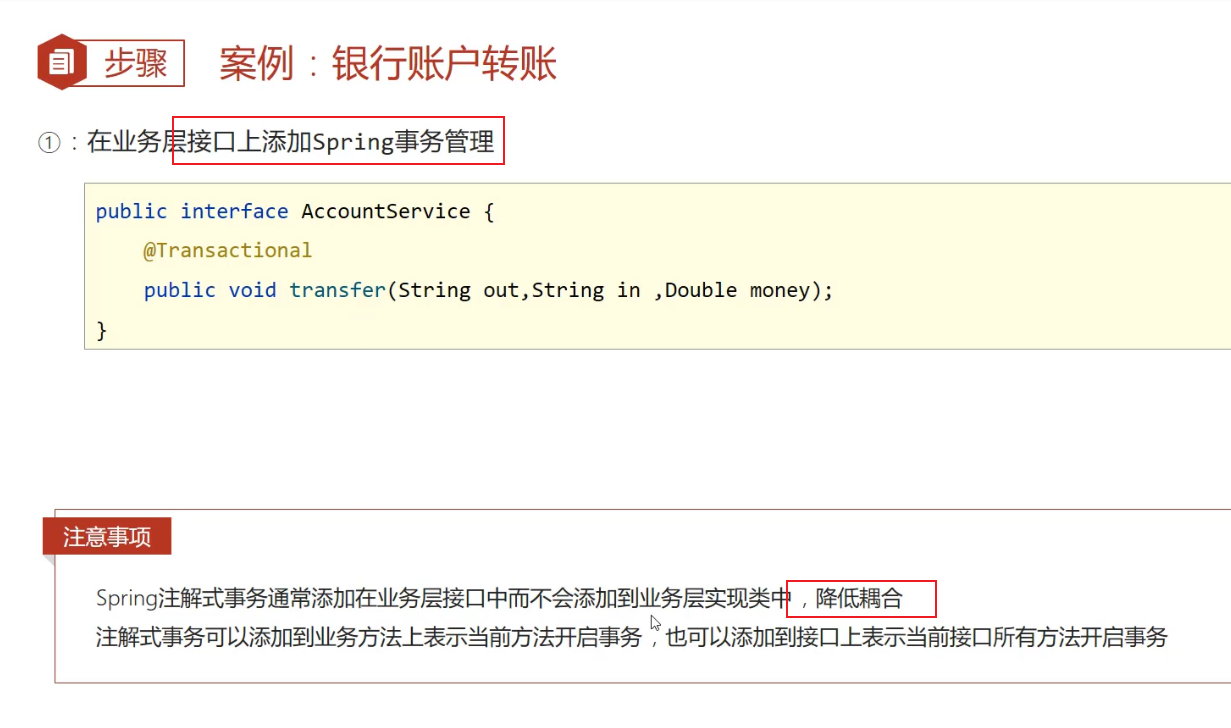 步骤 案例：银行账户转账
①：在业务层接口上添加Spring事务管理
public interface AccountService {
@Transactional
public void transfer(String out,String in ,Double money);
}
注意事项
Spring注解式事务通常添加在业务层接口中而不会添加到业务层实现类中，降低耦合
注解式事务可以添加到业务方法上表示当前方法开启事务，也可以添加到接口上表示当前接口所有方法开启事务